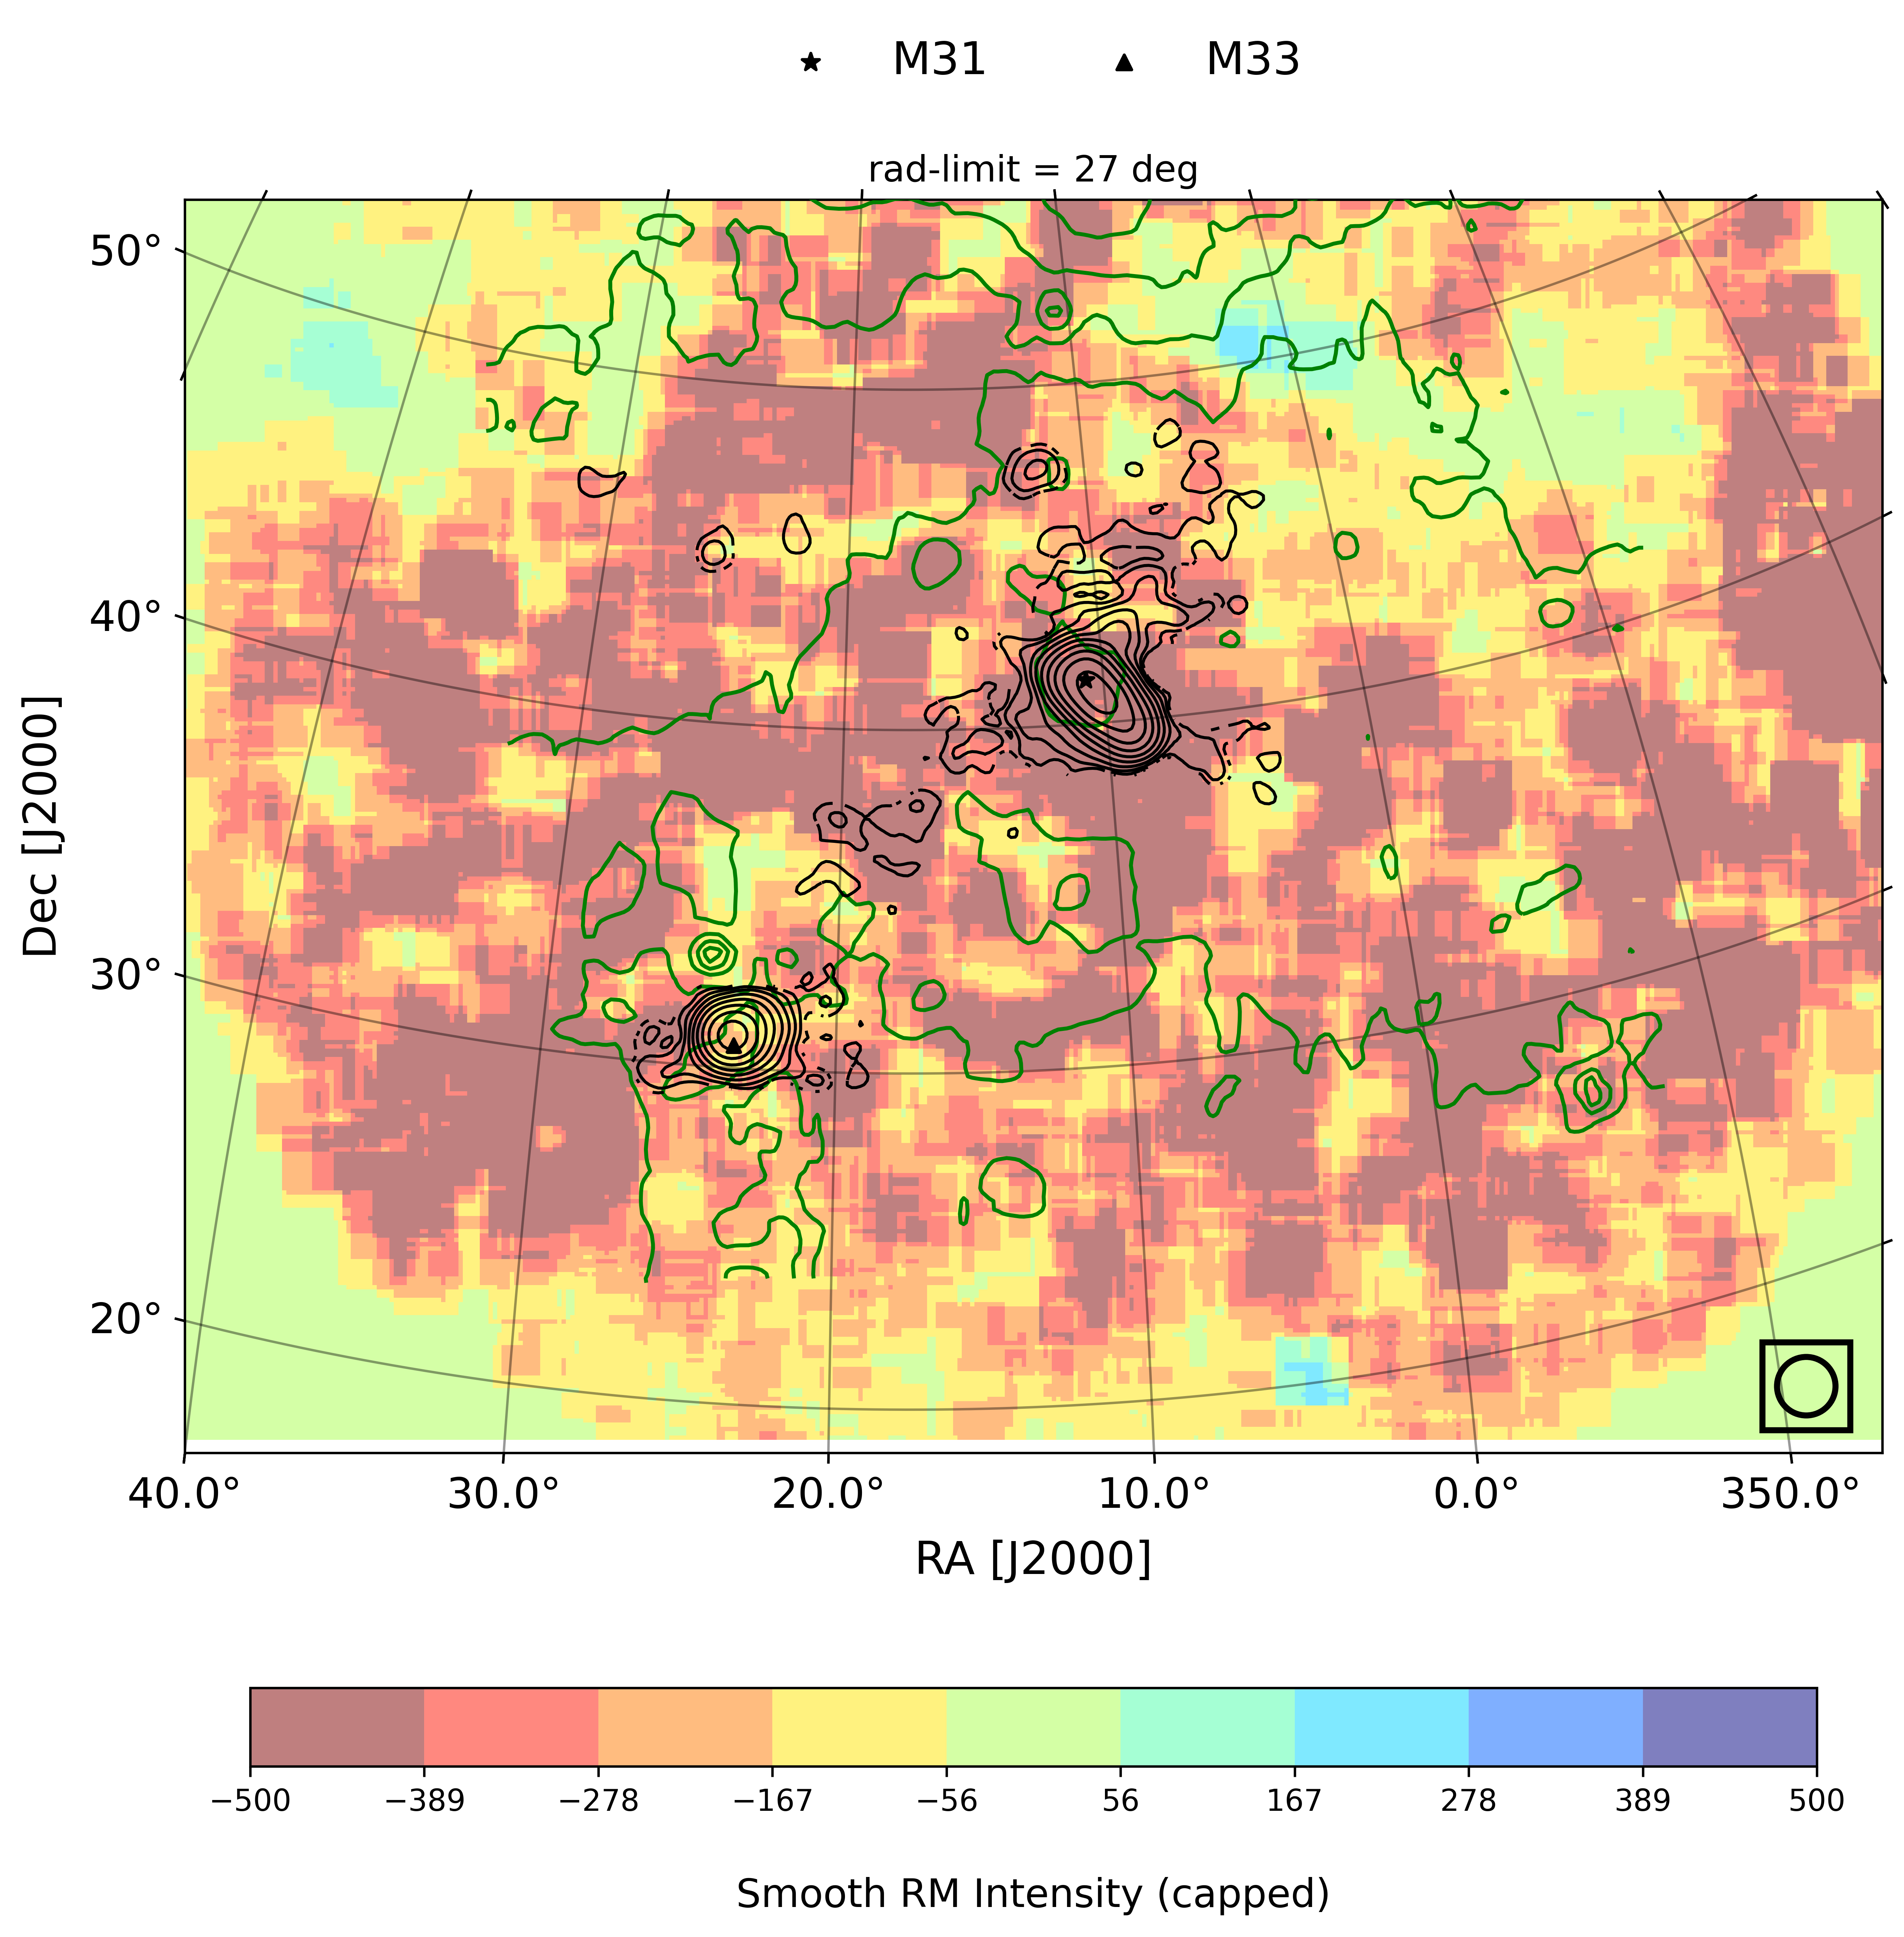 M31 M33
rad-limit = 27 deg
50°
40°
30°
20°
Dec [J2000]
40.0° 30.0° 20.0° 10.0° 0.0° 350.0°
RA [J2000]
−500 −389 −278 −167 −56 56 167 278 389 500
Smooth RM Intensity (capped)